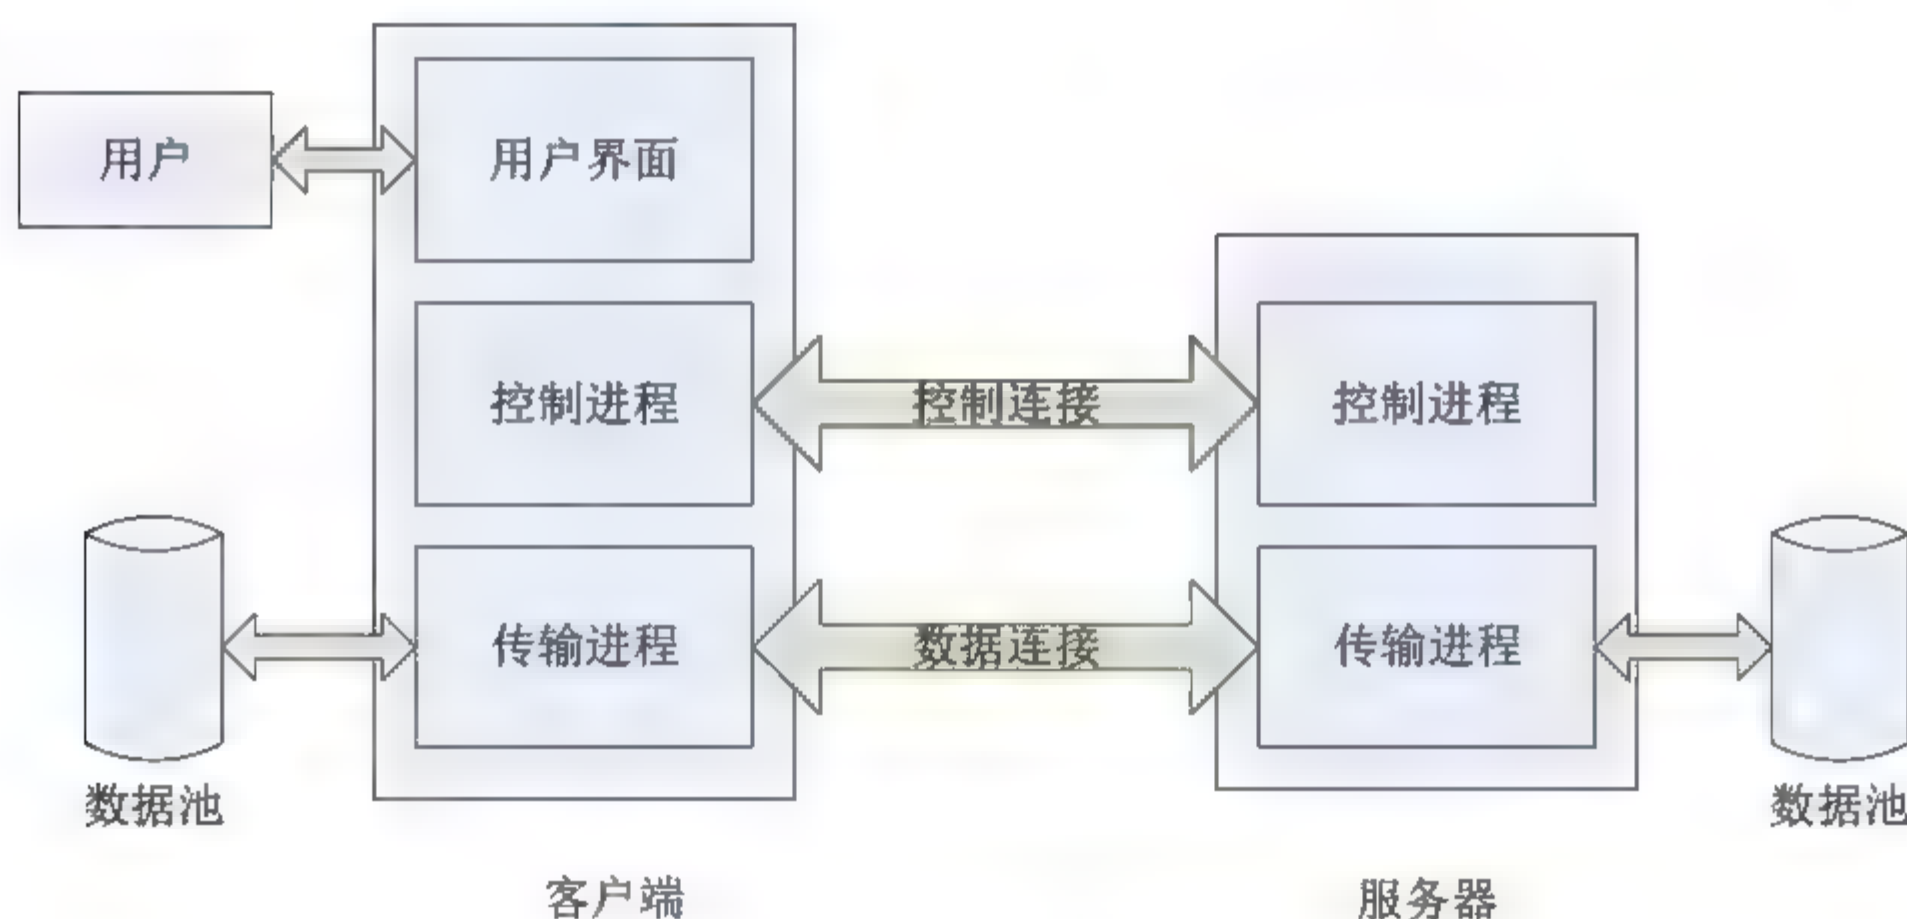 用户
用户界面
控制进程
控制连接
控制进程
传输进程
数据连接
传输进程
数据池
数据池
客户端
服务器